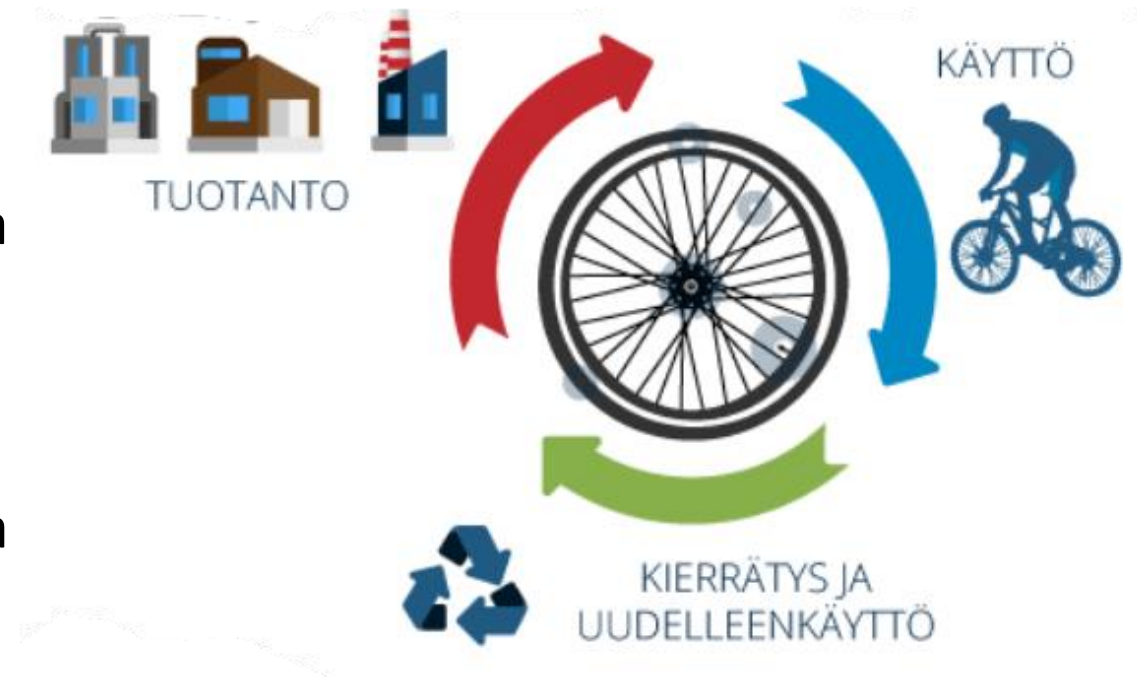 KÄYTTÖ
TUOTANTO
n
n
KIERRÄTYS JA
UUDELLEENKÄYTTÖ